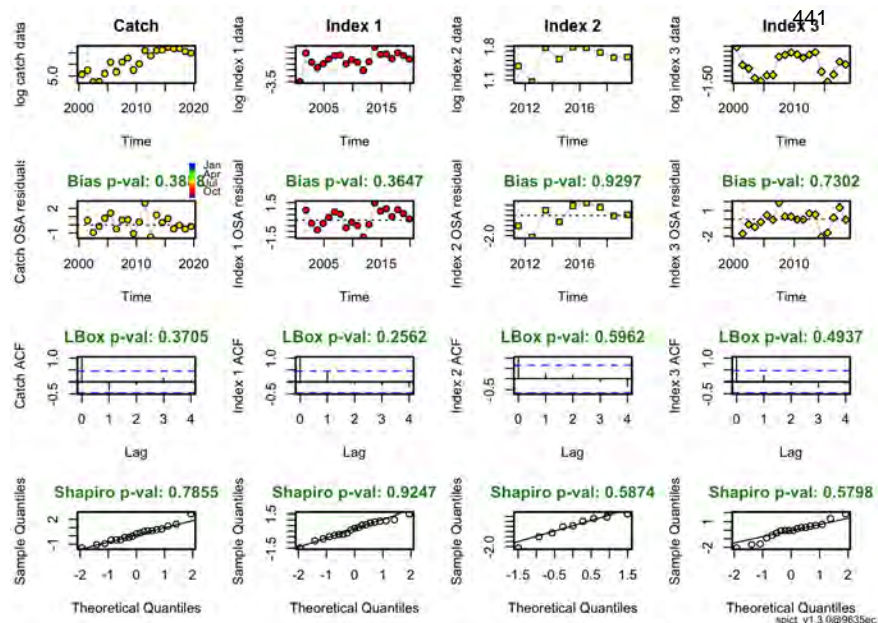 441
Catch Index 1 Index 2 Index 3
log catch data
5.0
2000 2010 2020
Time
log index 1 data
-3.5
2005 2015
Time
log index 2 data
1.1 1.8
2012 2016
Time
log index 3 data
-1.50
2000 2010
Time
Jan
Apr
Jul
Oct
Bias p-val: 0.38 8
Catch OSA residuals
-1 2
2000 2010 2020
Time
Bias p-val: 0.3647
Index 1 OSA residuals
-1.5 1.5
2005 2015
Time
Bias p-val: 0.9297
Index 2 OSA residuals
-2.0
2012 2016
Time
Bias p-val: 0.7302
Index 3 OSA residuals
-2 1
2000 2010
Time
LBox p-val: 0.3705
Catch ACF
-0.5 1.0
0 1 2 3 4
Lag
LBox p-val: 0.2562
Index 1 ACF
-0.5 1.0
0 1 2 3 4
Lag
LBox p-val: 0.5962
Index 2 ACF
-0.5
0 1 2 3 4
Lag
LBox p-val: 0.4937
Index 3 ACF
-0.5 1.0
0 1 2 3 4
Lag
Shapiro p-val: 0.7855
Sample Quantiles
-1 2
-2 -1 0 1 2
Theoretical Quantiles
Shapiro p-val: 0.9247
Sample Quantiles
-1.5 1.5
-2 -1 0 1 2
Theoretical Quantiles
Shapiro p-val: 0.5874
Sample Quantiles
-2.0
-1.5 -0.5 0.5 1.5
Theoretical Quantiles
Shapiro p-val: 0.5798
Sample Quantiles
-2 1
-2 -1 0 1 2
Theoretical Quantiles
spict_v1.3.0@9635ec